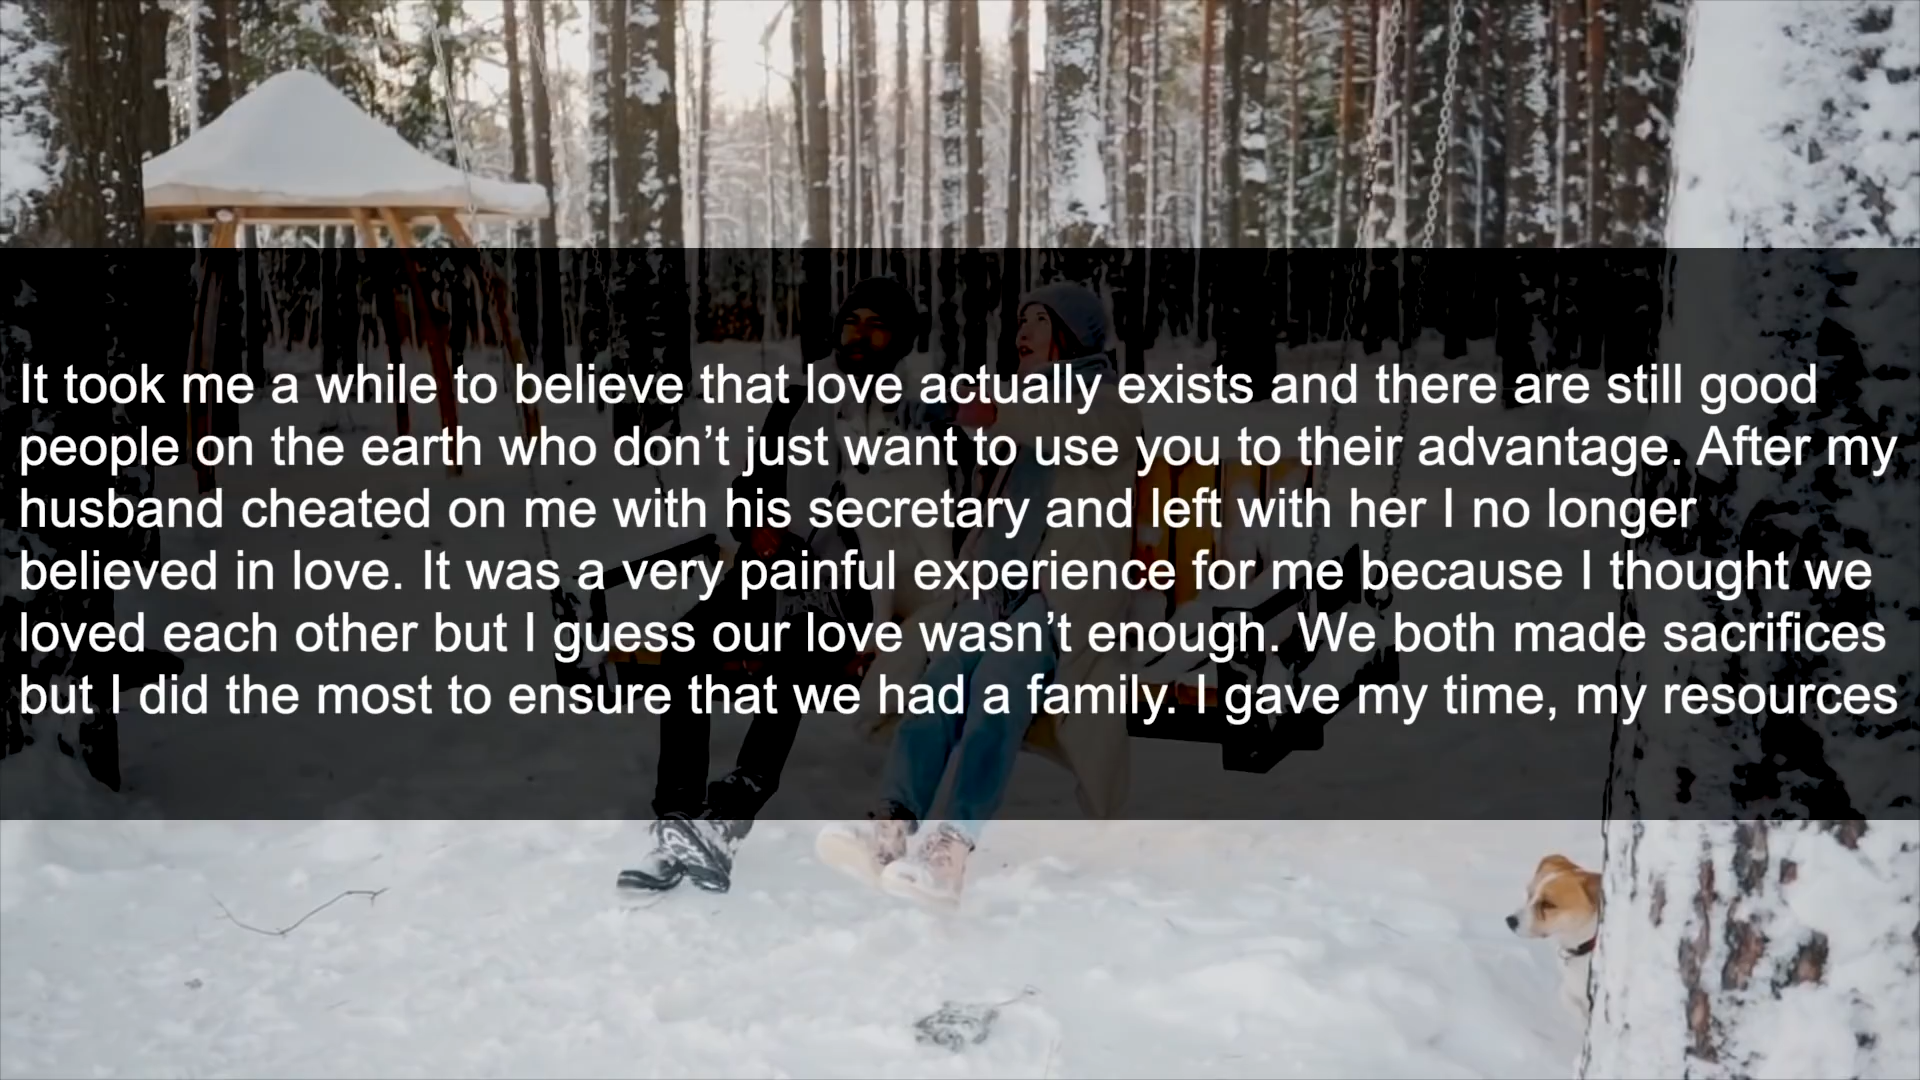 It took me a while to believe that love actually exists and there are still good
people on the earth who don’t just want to use you to their advantage. After my
husband cheated on me with his secretary and left with her I no longer
believed in love. It was a very painful experience for me because I thought we
loved each other but I guess our love wasn’t enough. We both made sacrifices
but I did the most to ensure that we had a family. I gave my time, my resources